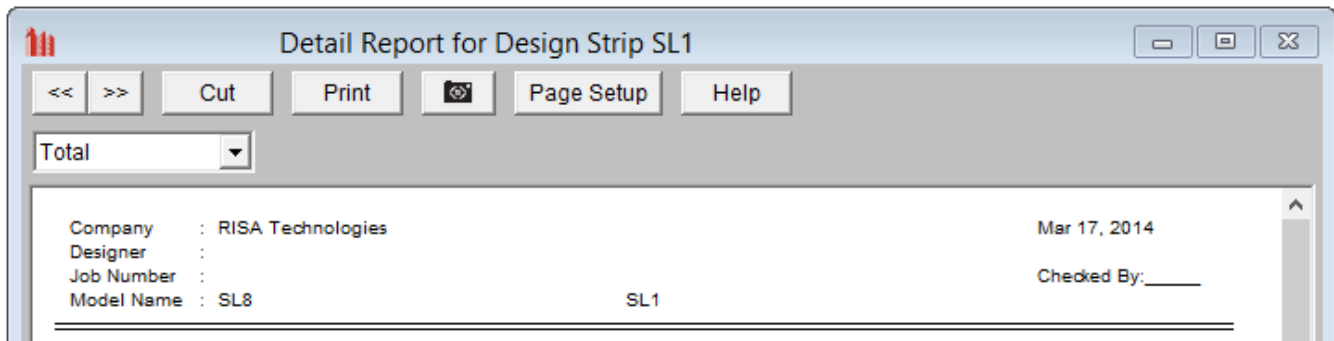 Detail Report for Design Strip SL1
<< >> Cut Print Page Setup Help
Total
Company : RISA Technologies Mar 17, 2014
Designer :
Job Number : Checked By:_____
Model Name : SL8 SL1